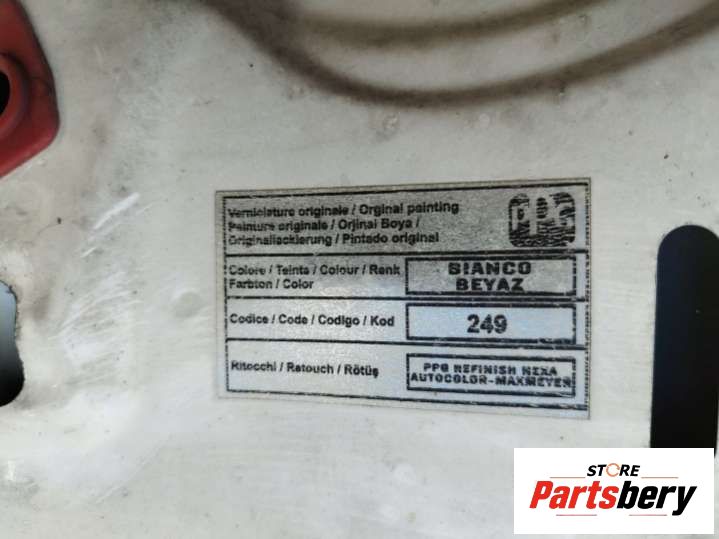 Verniciature originale / Orginal painting
Peinture originale / Orjinal Boya /
Originallackierung / Pintado original
PPG
Colore / Teinte / Colour / Renk
Farbton / Color
BIANCO
BEYAZ
Codice / Code / Codigo / Kod
249
Ritocchi / Retouch / Rötüş
PPG REFINISH NEXA
AUTOCOLOR-MAXMEYER
STORE
Partsbery